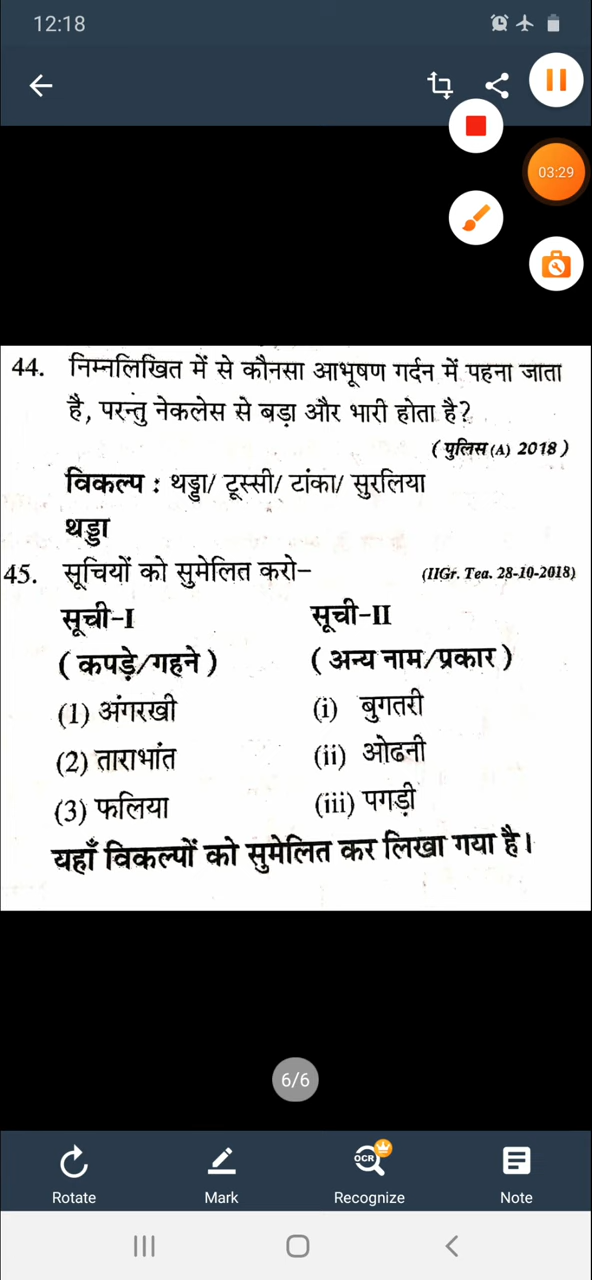 12:18
03:29
44. निम्नलिखित में से कौनसा आभूषण गर्दन में पहना जाता
है, परन्तु नेकलेस से बड़ा और भारी होता है?
( पुलिस (A) 2018 )
विकल्प : थड्डा/ टूस्सी/ टांका/ सुरलिया
थड्डा
45. सूचियों को सुमेलित करो– (IIGr. Tea. 28-10-2018)
सूची-I सूची-II
( कपड़े/गहने ) ( अन्य नाम/प्रकार )
(1) अंगरखी (i) बुगतरी
(2) ताराभांत (ii) ओढनी
(3) फलिया (iii) पगड़ी
यहाँ विकल्पों को सुमेलित कर लिखा गया है।
6/6
OCR
Rotate Mark Recognize Note